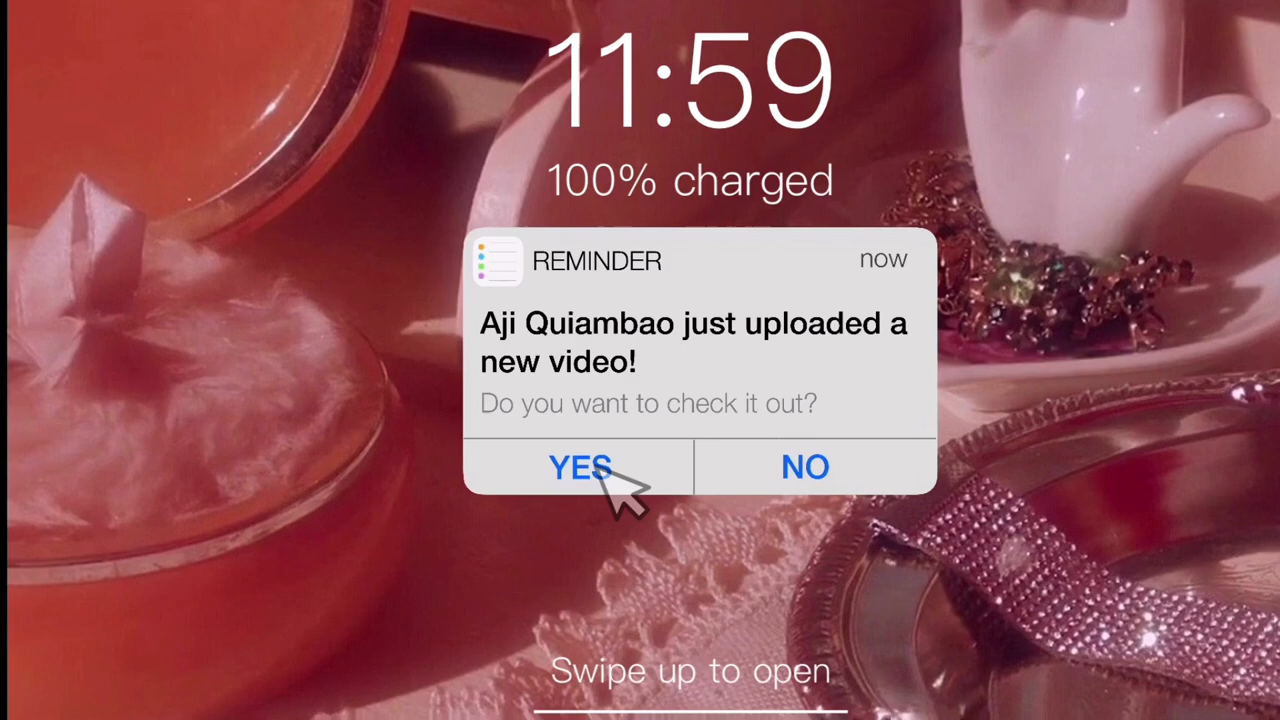 11:59
100% charged
REMINDER now
Aji Quiambao just uploaded a
new video!
Do you want to check it out?
YES NO
Swipe up to open